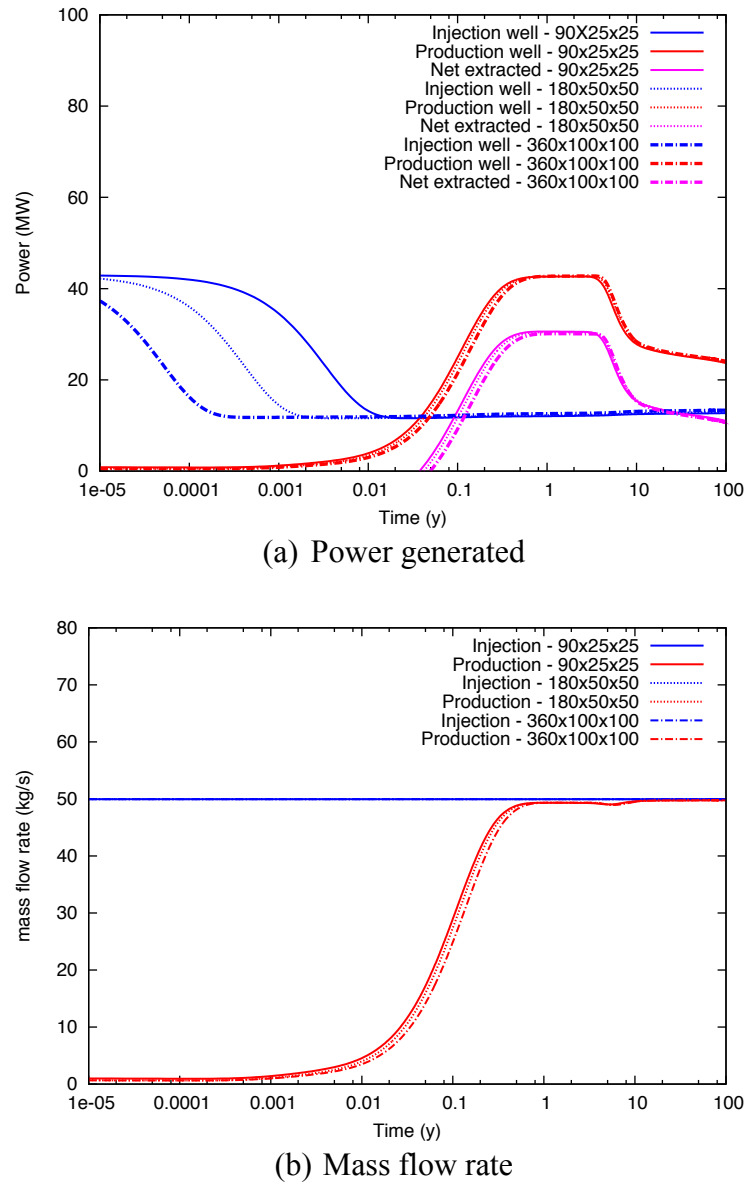 Injection well - 90X25x25
Production well - 90x25x25
Net extracted - 90x25x25
Injection well - 180x50x50
Production well - 180x50x50
Net extracted - 180x50x50
Injection well - 360x100x100
Production well - 360x100x100
Net extracted - 360x100x100
100
80
60
40
20
0
Power (MW)
1e-05 0.0001 0.001 0.01 0.1 1 10 100
Time (y)
(a) Power generated
Injection - 90x25x25
Production - 90x25x25
Injection - 180x50x50
Production - 180x50x50
Injection - 360x100x100
Production - 360x100x100
80
70
60
50
40
30
20
10
0
mass flow rate (kg/s)
1e-05 0.0001 0.001 0.01 0.1 1 10 100
Time (y)
(b) Mass flow rate